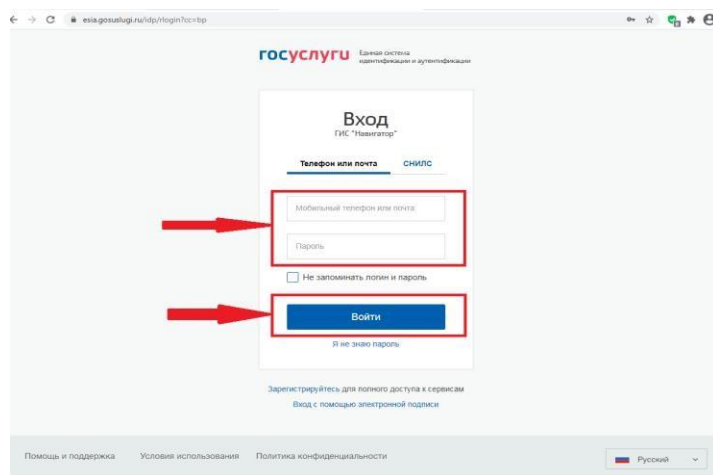 esia.gosuslugi.ru/idp/rlogin?cc=bp
госуслуги
Единая система
идентификации и аутентификации
Вход
ГИС "Навигатор"
Телефон или почта СНИЛС
Мобильный телефон или почта
Пароль
Не запоминать логин и пароль
Войти
Я не знаю пароль
Зарегистрируйтесь для полного доступа к сервисам
Вход с помощью электронной подписи
Помощь и поддержка Условия использования Политика конфиденциальности Русский